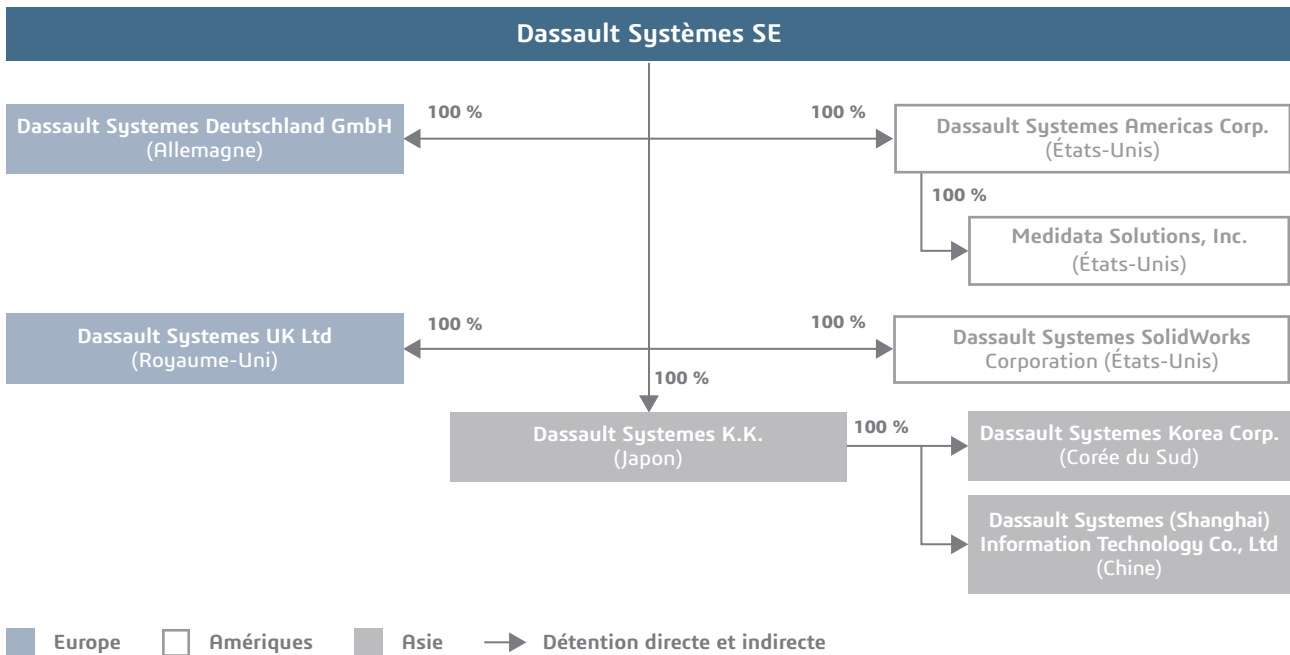 Dassault Systèmes SE
100 %
100 %
Dassault Systemes Deutschland GmbH
(Allemagne)
Dassault Systemes Americas Corp.
(États-Unis)
100 %
Medidata Solutions, Inc.
(États-Unis)
100 %
100 %
Dassault Systemes UK Ltd
(Royaume-Uni)
Dassault Systemes SolidWorks
Corporation (États-Unis)
100 %
Dassault Systemes K.K.
(Japon)
100 %
Dassault Systemes Korea Corp.
(Corée du Sud)
Dassault Systemes (Shanghai)
Information Technology Co., Ltd
(Chine)
Europe
Amériques
Asie
Détention directe et indirecte